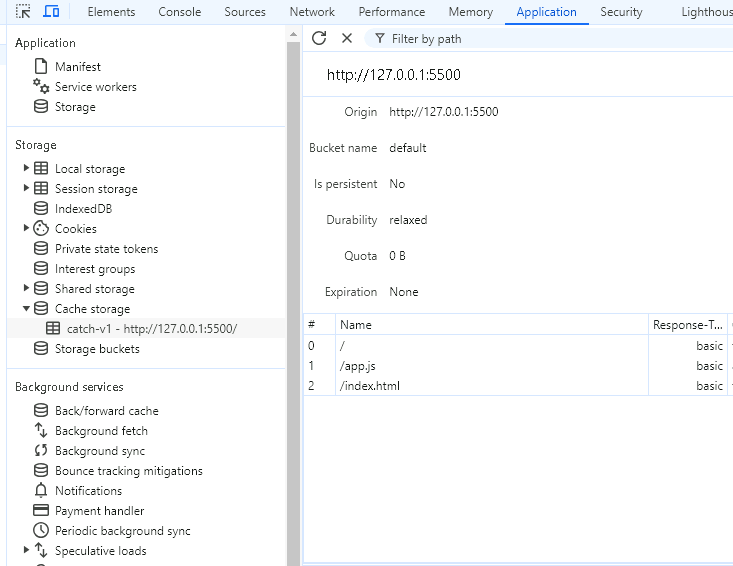 Elements Console Sources Network Performance Memory Application Security Lighthous
Application
Manifest
Service workers
Storage
Storage
Local storage
Session storage
IndexedDB
Cookies
Private state tokens
Interest groups
Shared storage
Cache storage
catch-v1 - http://127.0.0.1:5500/
Storage buckets
Background services
Back/forward cache
Background fetch
Background sync
Bounce tracking mitigations
Notifications
Payment handler
Periodic background sync
Speculative loads
Filter by path
http://127.0.0.1:5500
Origin http://127.0.0.1:5500
Bucket name default
Is persistent No
Durability relaxed
Quota 0 B
Expiration None
# Name Response-T...
0 / basic
1 /app.js basic
2 /index.html basic